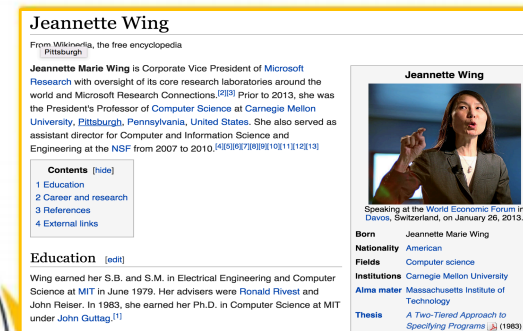 Jeannette Wing
From Wikipedia, the free encyclopedia
Pittsburgh
Jeannette Marie Wing is Corporate Vice President of Microsoft
Research with oversight of its core research laboratories around the
world and Microsoft Research Connections.[2][3] Prior to 2013, she was
the President's Professor of Computer Science at Caregie Mellon
University, Pittsburgh, Pennsylvania, United States. She also served as
assistant director for Computer and Information Science and
Engineering at the NSF from 2007 to 2010.[4][5][6][7][8][9][10][11][12][13]
Contents [hide]
1 Education
2 Career and research
3 References
4 External links
Education [edit]
Wing earned her S.B. and S.M. in Electrical Engineering and Computer
Science at MIT in June 1979. Her advisers were Ronald Rivest and
John Reiser. In 1983, she earned her Ph.D. in Computer Science at MIT
under John Guttag.[1]
Jeannette Wing
Speaking at the World Economic Forum in
Davos, Switzerland, on January 26, 2013.
Born Jeannette Marie Wing
Nationality American
Fields Computer science
Institutions Carnegie Mellon University
Alma mater Massachusetts Institute of
Technology
Thesis A Two-Tiered Approach to
Specifying Programs (1983)